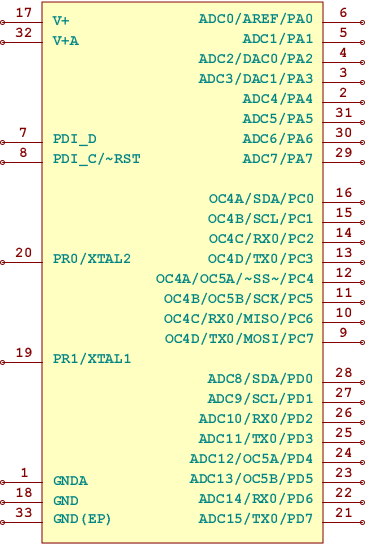 17 V+ ADC0/AREF/PA0 6
32 V+A ADC1/PA1 5
ADC2/DAC0/PA2 4
ADC3/DAC1/PA3 3
ADC4/PA4 2
ADC5/PA5 31
7 PDI_D ADC6/PA6 30
8 PDI_C/~RST ADC7/PA7 29
OC4A/SDA/PC0 16
OC4B/SCL/PC1 15
OC4C/RX0/PC2 14
20 PR0/XTAL2 OC4D/TX0/PC3 13
OC4A/OC5A/~SS~/PC4 12
OC4B/OC5B/SCK/PC5 11
OC4C/RX0/MISO/PC6 10
OC4D/TX0/MOSI/PC7 9
19 PR1/XTAL1
ADC8/SDA/PD0 28
ADC9/SCL/PD1 27
ADC10/RX0/PD2 26
ADC11/TX0/PD3 25
ADC12/OC5A/PD4 24
1 GNDA ADC13/OC5B/PD5 23
18 GND ADC14/RX0/PD6 22
33 GND(EP) ADC15/TX0/PD7 21